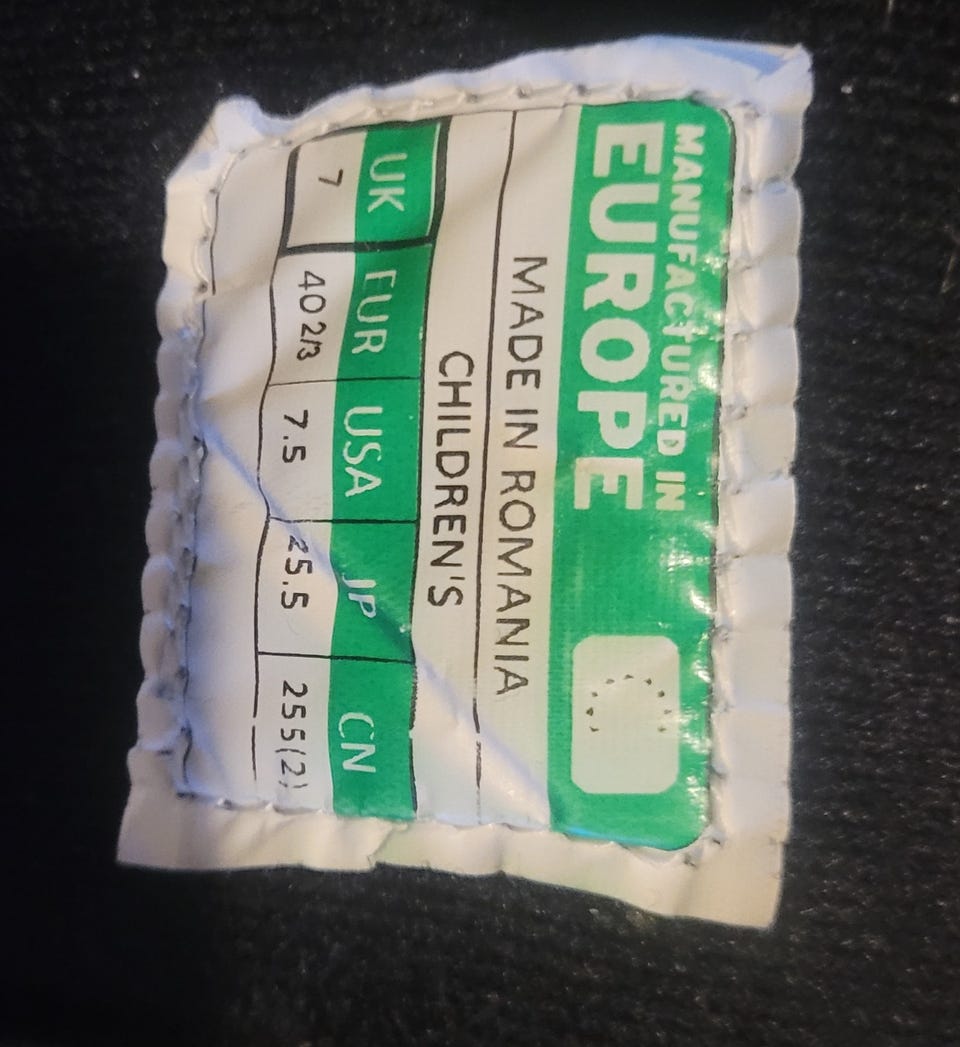 MANUFACTURED IN
EUROPE
MADE IN ROMANIA
CHILDREN'S
UK EUR USA JP CN
7 40 2/3 7.5 25.5 255(2)